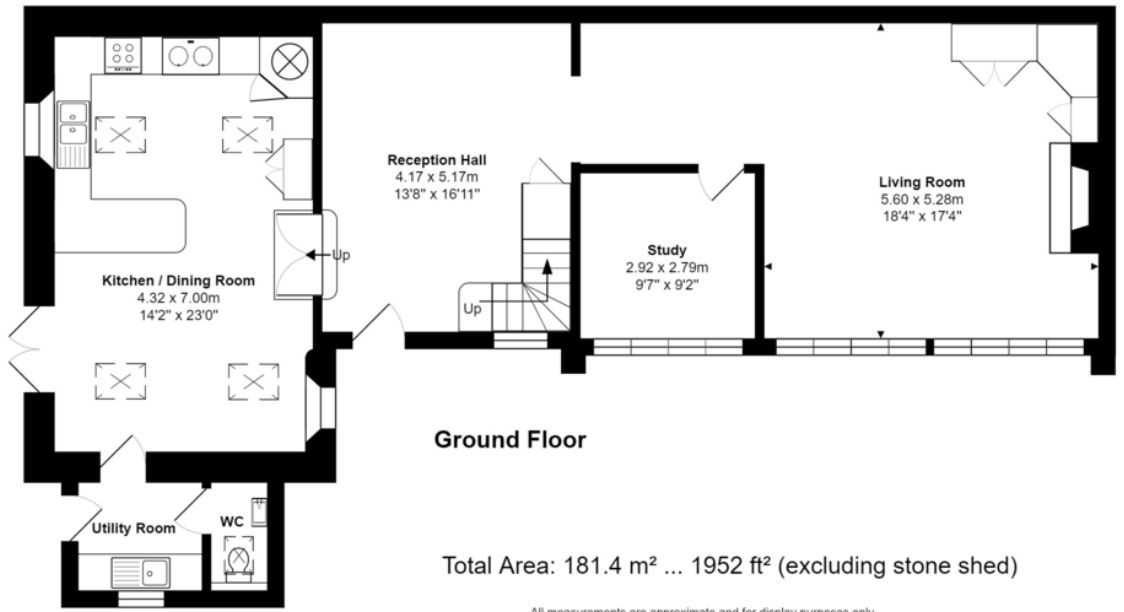 Reception Hall
4.17 x 5.17m
13'8" x 16'11"
Living Room
5.60 x 5.28m
18'4" x 17'4"
Study
2.92 x 2.79m
9'7" x 9'2"
Up
Kitchen / Dining Room
4.32 x 7.00m
14'2" x 23'0"
Up
Ground Floor
Utility Room
WC
Total Area: 181.4 m² ... 1952 ft² (excluding stone shed)
All measurements are approximate and for display purposes only